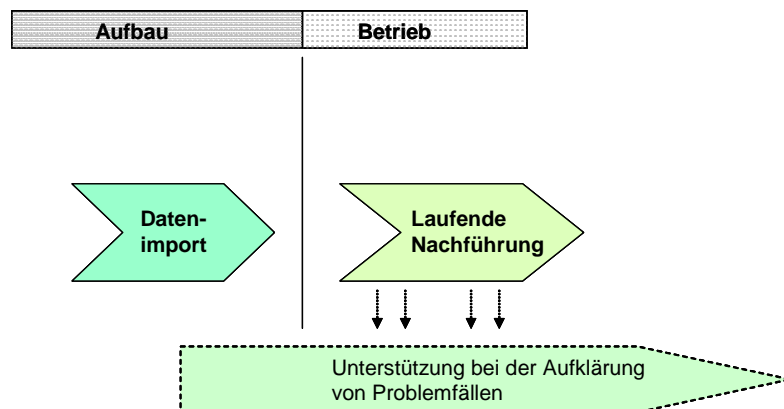 Aufbau
Betrieb
Daten-
import
Laufende
Nachführung
Unterstützung bei der Aufklärung
von Problemfällen